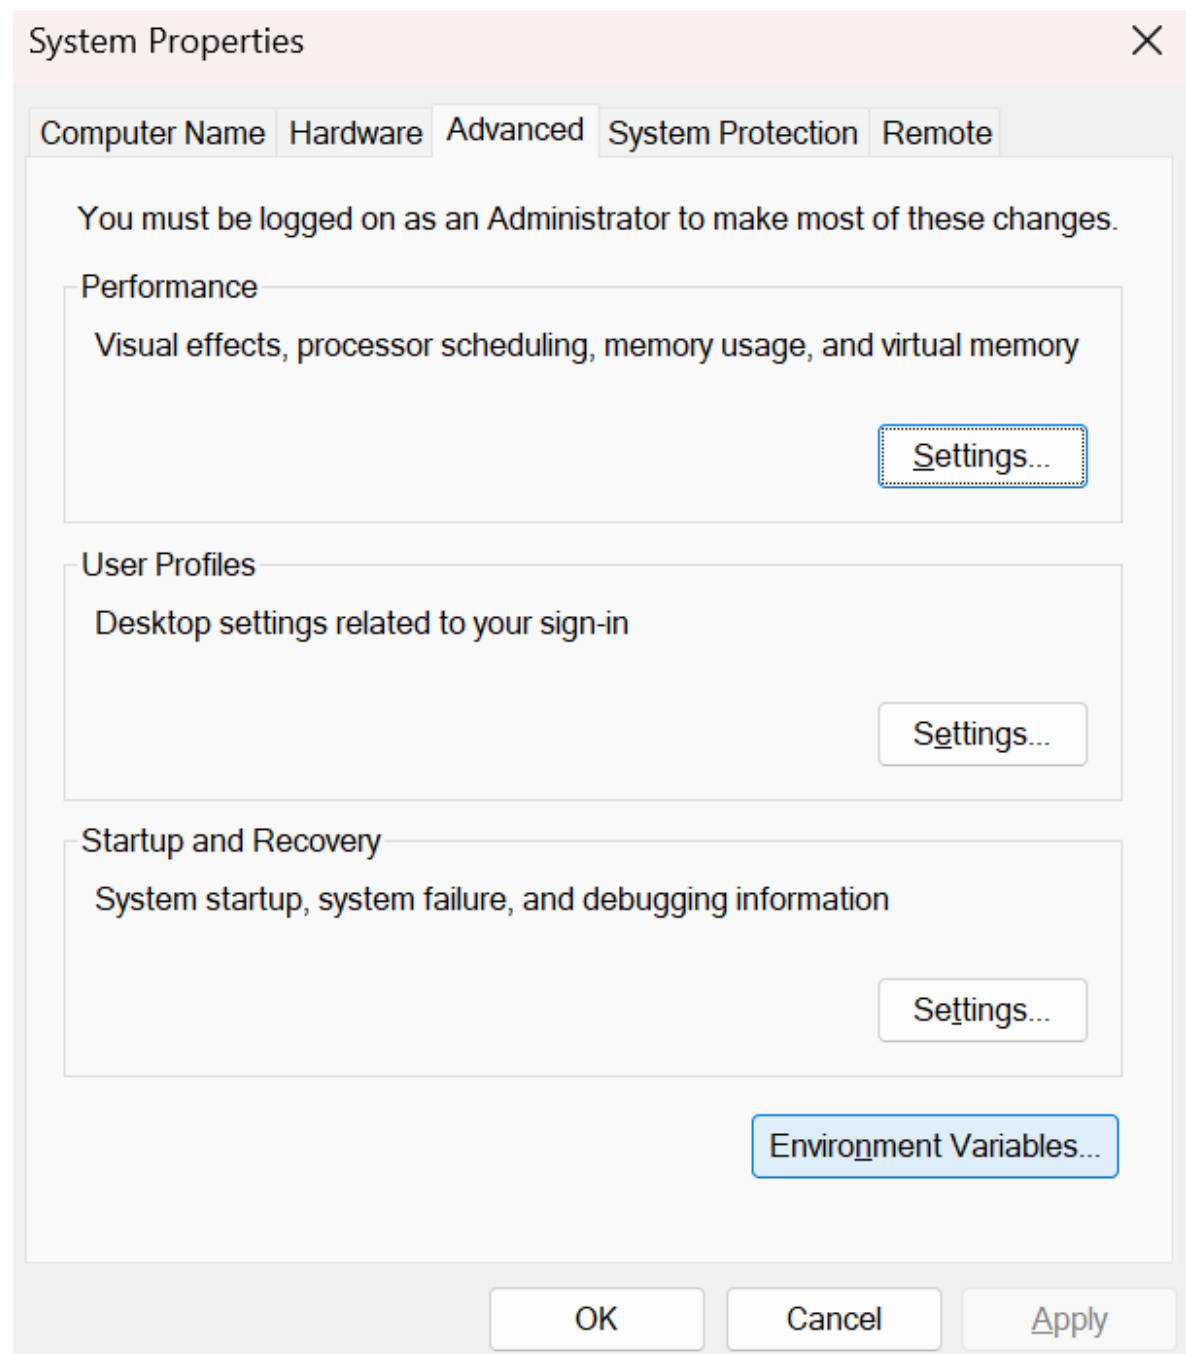 System Properties
Computer Name Hardware Advanced System Protection Remote
You must be logged on as an Administrator to make most of these changes.
Performance
Visual effects, processor scheduling, memory usage, and virtual memory
Settings...
User Profiles
Desktop settings related to your sign-in
Settings...
Startup and Recovery
System startup, system failure, and debugging information
Settings...
Environment Variables...
OK Cancel Apply